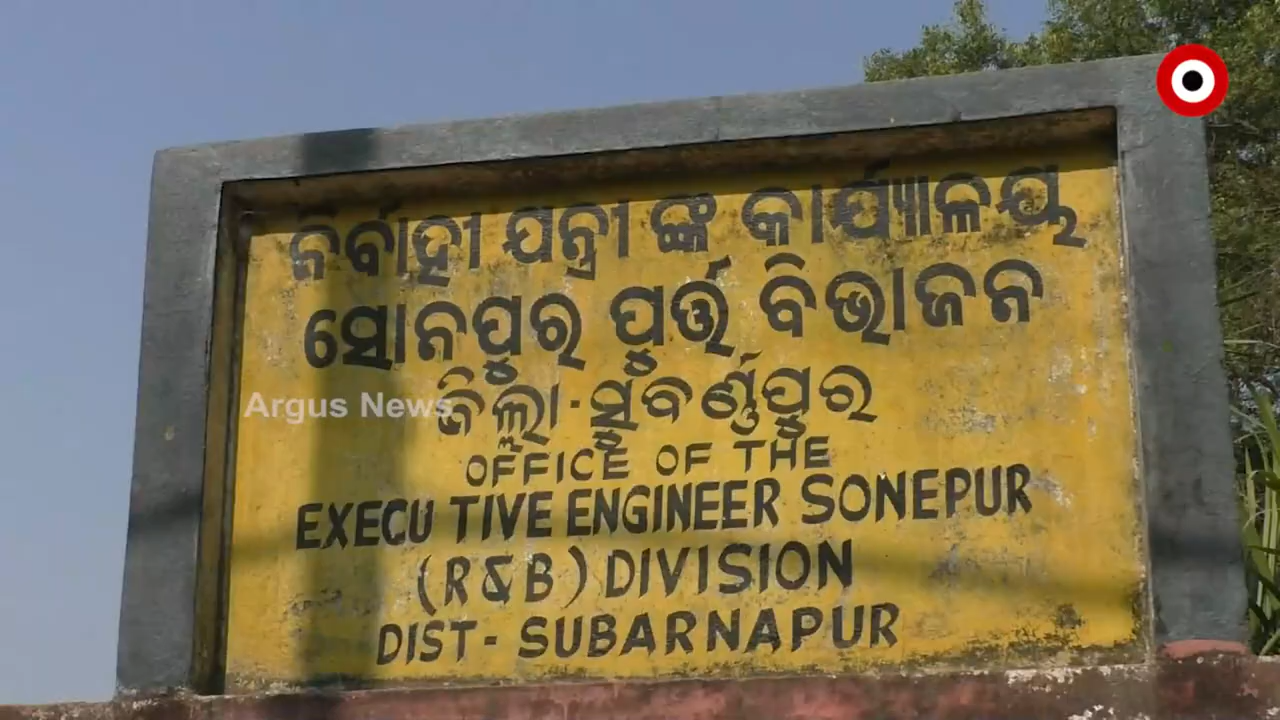 ନିର୍ବାହୀ ଯନ୍ତ୍ରୀ ଙ୍କ କାର୍ଯ୍ୟାଳୟ
ସୋନପୁର ପୂର୍ତ୍ତ ବିଭାଜନ
ଜିଲ୍ଲା-ସୁବର୍ଣ୍ଣପୁର
Argus News
OFFICE OF THE
EXECU TIVE ENGINEER SONEPUR
(R&B) DIVISION
DIST- SUBARNAPUR